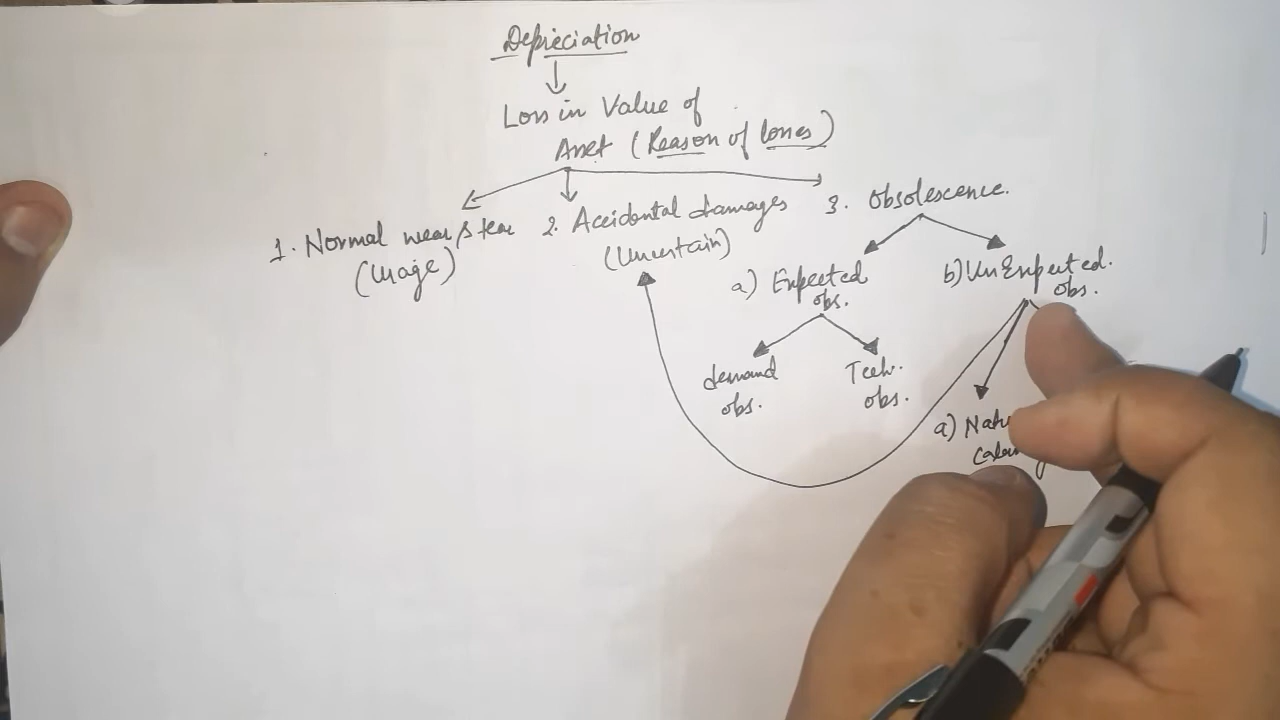 Depreciation
Loss in Value of
Asset (Reason of losses)
1. Normal wear & tear
(Usage)
2. Accidental damages
(Uncertain)
3. Obsolescence.
a) Expected
obs.
b) UnExpected.
obs.
demand
obs.
Tech.
obs.
a)